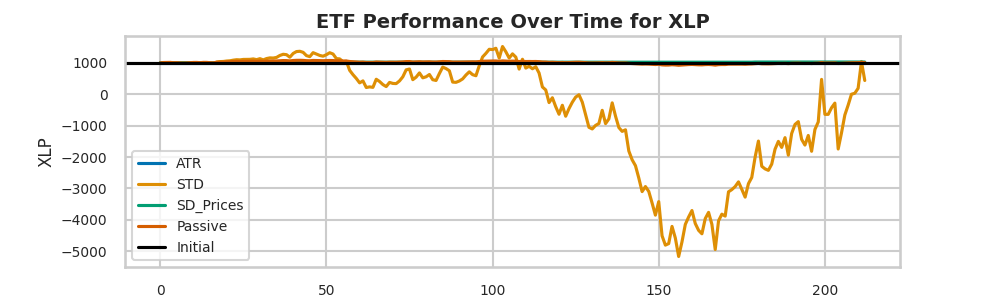 ETF Performance Over Time for XLP
XLP
1000
0
−1000
−2000
−3000
−4000
−5000
ATR
STD
SD_Prices
Passive
Initial
0
50
100
150
200